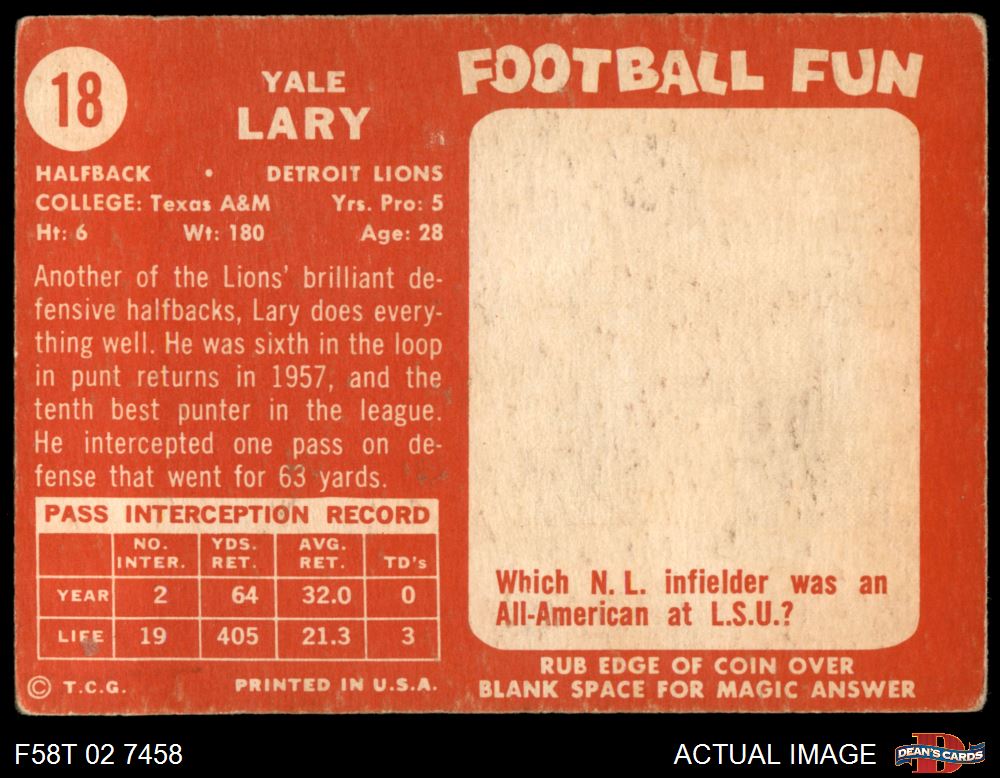 18
YALE
LARY
HALFBACK • DETROIT LIONS
COLLEGE: Texas A&M Yrs. Pro: 5
Ht: 6 Wt: 180 Age: 28
Another of the Lions' brilliant de-
fensive halfbacks, Lary does every-
thing well. He was sixth in the loop
in punt returns in 1957, and the
tenth best punter in the league.
He intercepted one pass on de-
fense that went for 63 yards.
PASS INTERCEPTION RECORD
NO. INTER. YDS. RET. AVG. RET. TD's
YEAR 2 64 32.0 0
LIFE 19 405 21.3 3
© T.C.G. PRINTED IN U.S.A.
FOOTBALL FUN
Which N. L. infielder was an
All-American at L.S.U.?
RUB EDGE OF COIN OVER
BLANK SPACE FOR MAGIC ANSWER
F58T 02 7458
ACTUAL IMAGE
DEAN'S CARDS